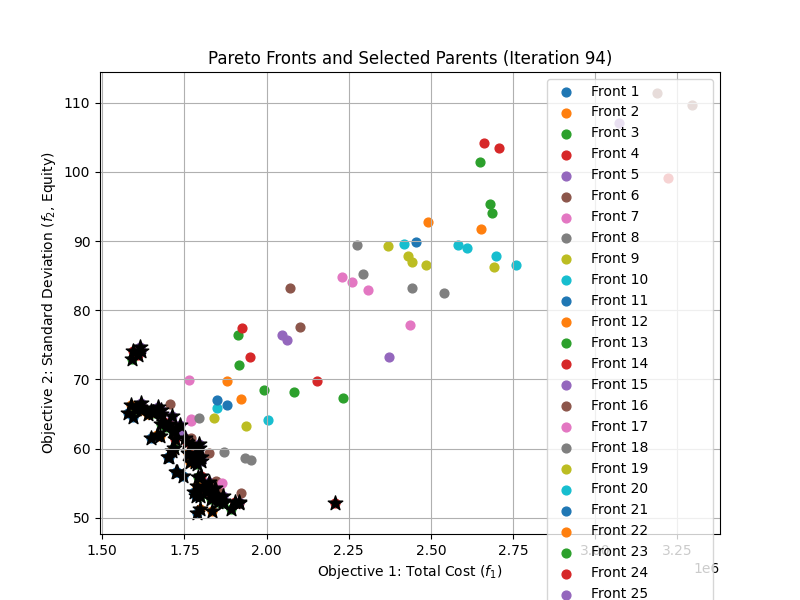 Pareto Fronts and Selected Parents (Iteration 94)
Objective 2: Standard Deviation (f2, Equity)
110
100
90
80
70
60
50
1.50
1.75
2.00
2.25
2.50
2.75
3.00
3.25
1e6
Objective 1: Total Cost (f1)
Front 1
Front 2
Front 3
Front 4
Front 5
Front 6
Front 7
Front 8
Front 9
Front 10
Front 11
Front 12
Front 13
Front 14
Front 15
Front 16
Front 17
Front 18
Front 19
Front 20
Front 21
Front 22
Front 23
Front 24
Front 25